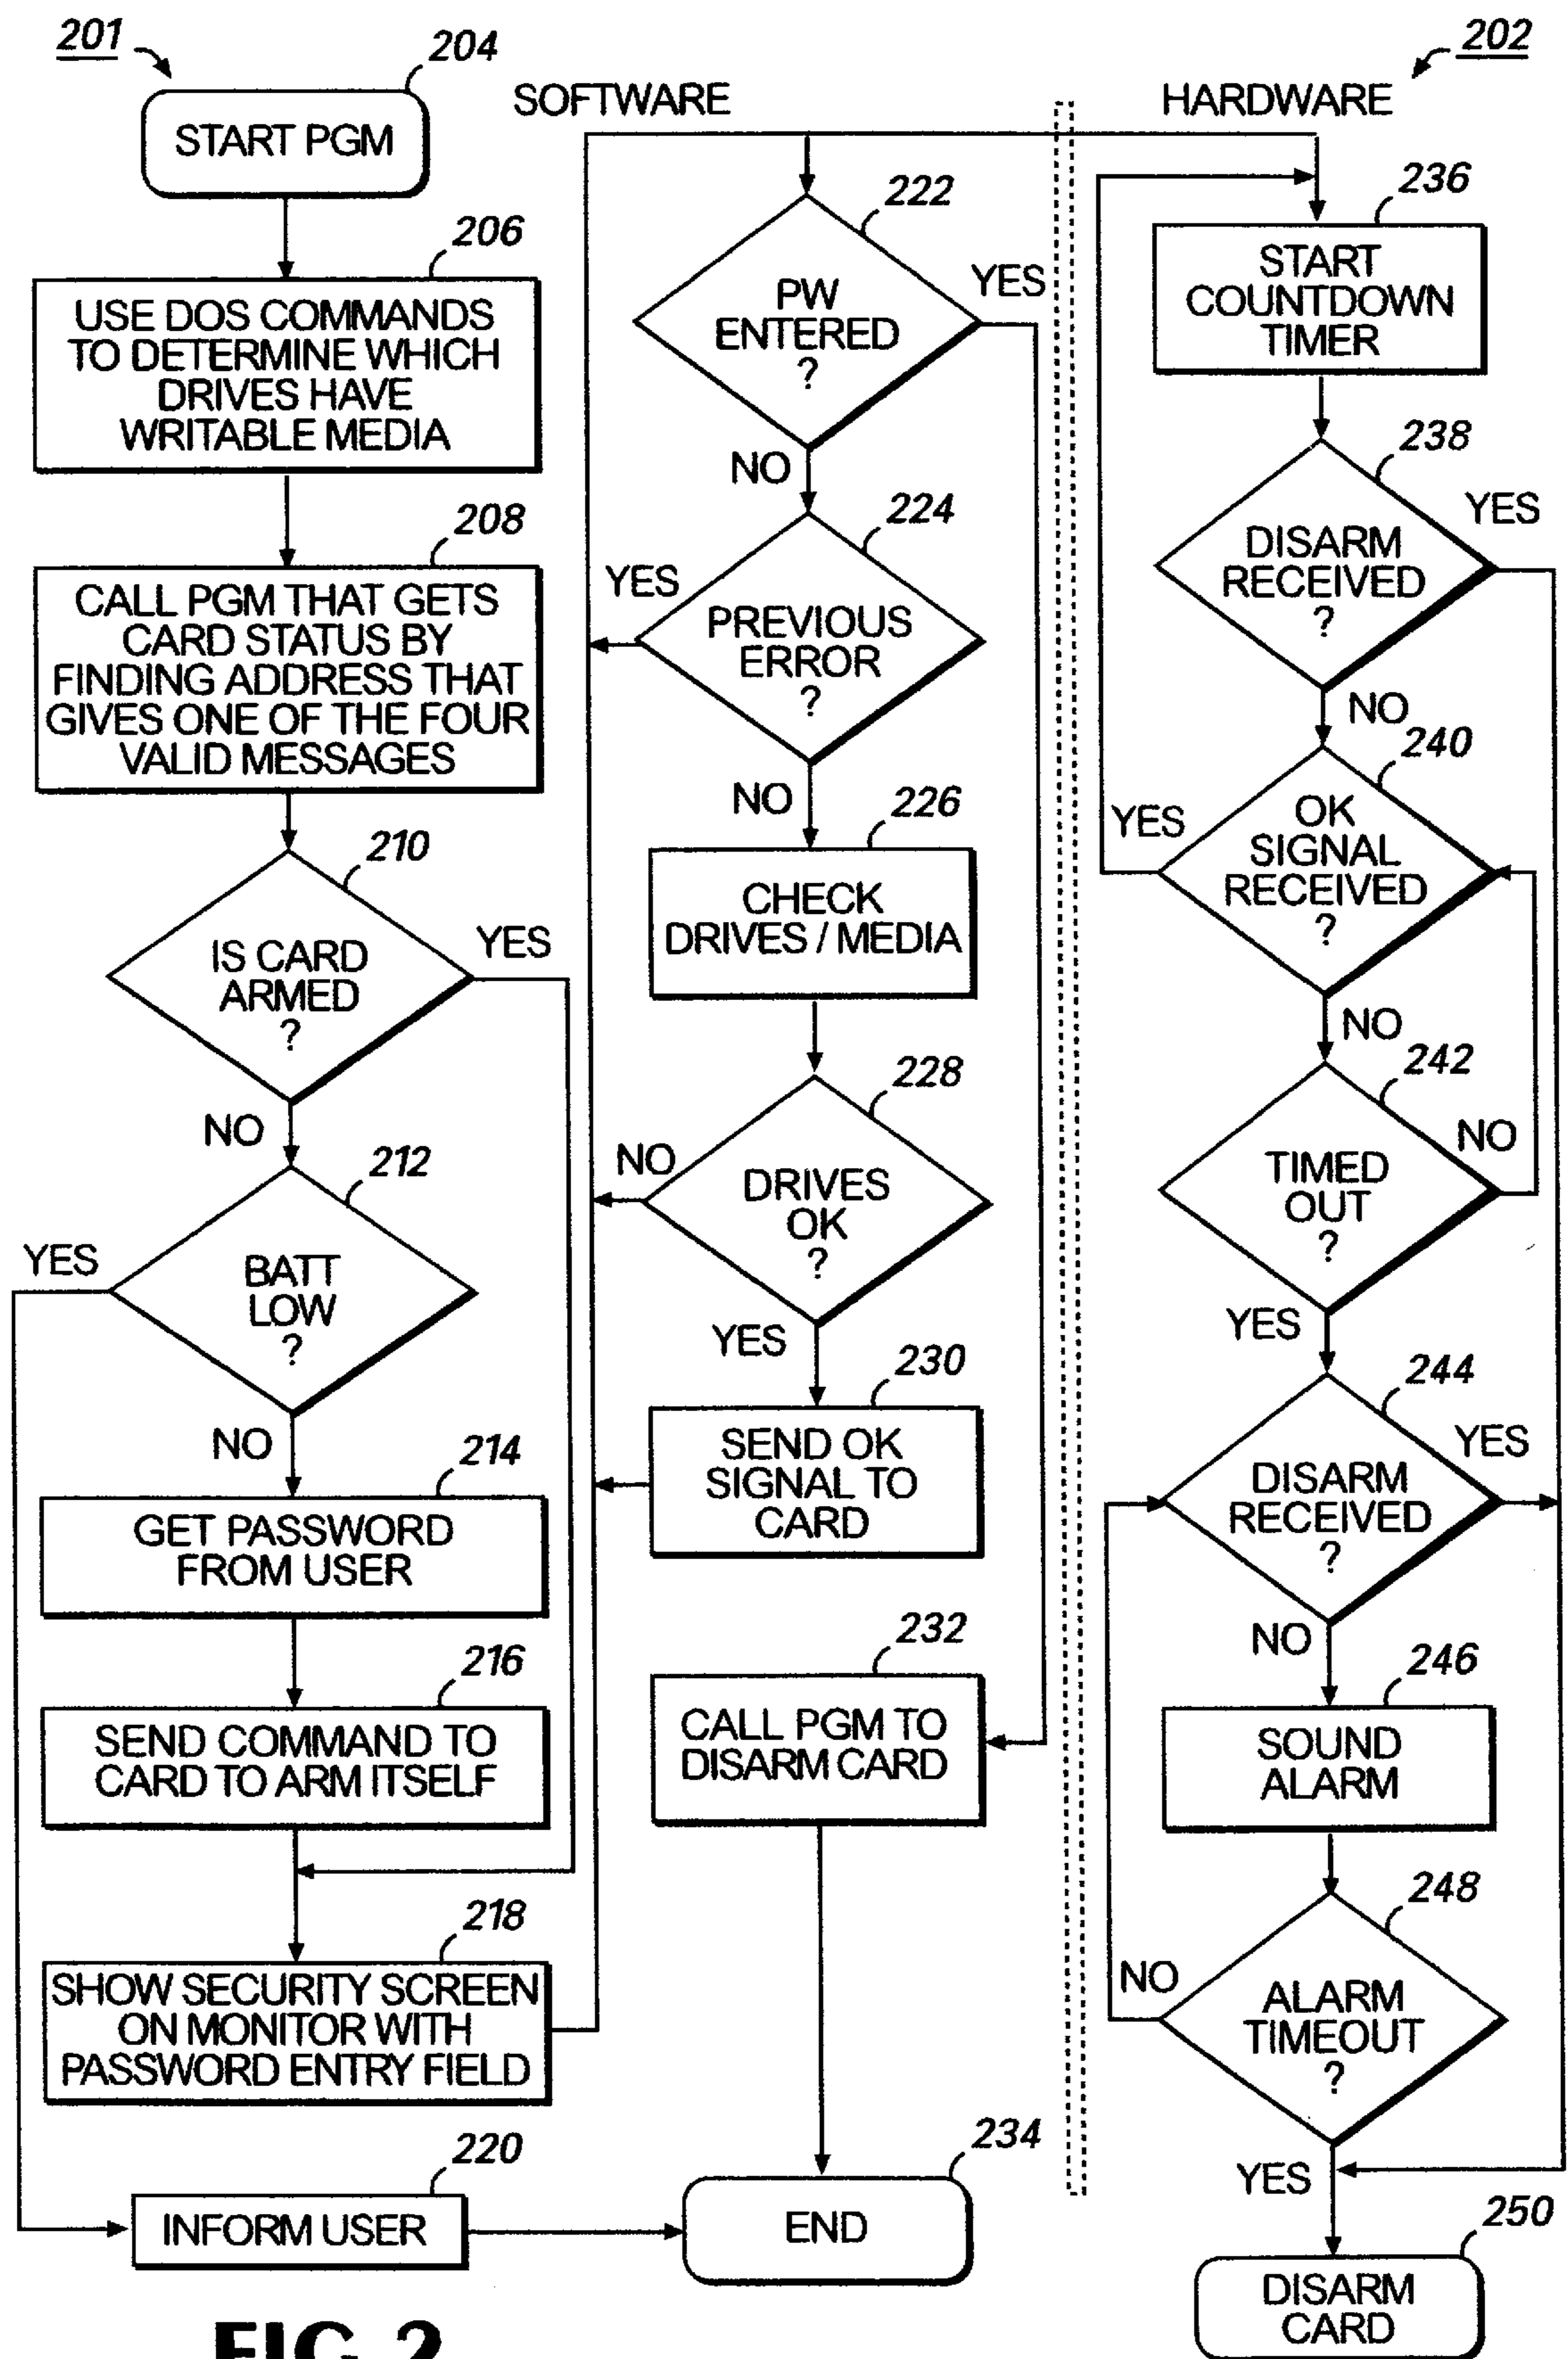 201
204
START PGM
206
USE DOS COMMANDS
TO DETERMINE WHICH
DRIVES HAVE
WRITABLE MEDIA
208
CALL PGM THAT GETS
CARD STATUS BY
FINDING ADDRESS THAT
GIVES ONE OF THE FOUR
VALID MESSAGES
210
IS CARD
ARMED
?
YES
NO
212
BATT
LOW
?
YES
NO
214
GET PASSWORD
FROM USER
216
SEND COMMAND TO
CARD TO ARM ITSELF
218
SHOW SECURITY SCREEN
ON MONITOR WITH
PASSWORD ENTRY FIELD
220
INFORM USER
SOFTWARE
222
PW
ENTERED
?
YES
NO
224
PREVIOUS
ERROR
?
YES
NO
226
CHECK
DRIVES / MEDIA
228
DRIVES
OK
?
NO
YES
230
SEND OK
SIGNAL TO
CARD
232
CALL PGM TO
DISARM CARD
234
END
202
HARDWARE
236
START
COUNTDOWN
TIMER
238
DISARM
RECEIVED
?
YES
NO
240
OK
SIGNAL
RECEIVED
?
YES
NO
242
TIMED
OUT
?
NO
YES
244
DISARM
RECEIVED
?
YES
NO
246
SOUND
ALARM
248
ALARM
TIMEOUT
?
NO
YES
250
DISARM
CARD
FIG. 2